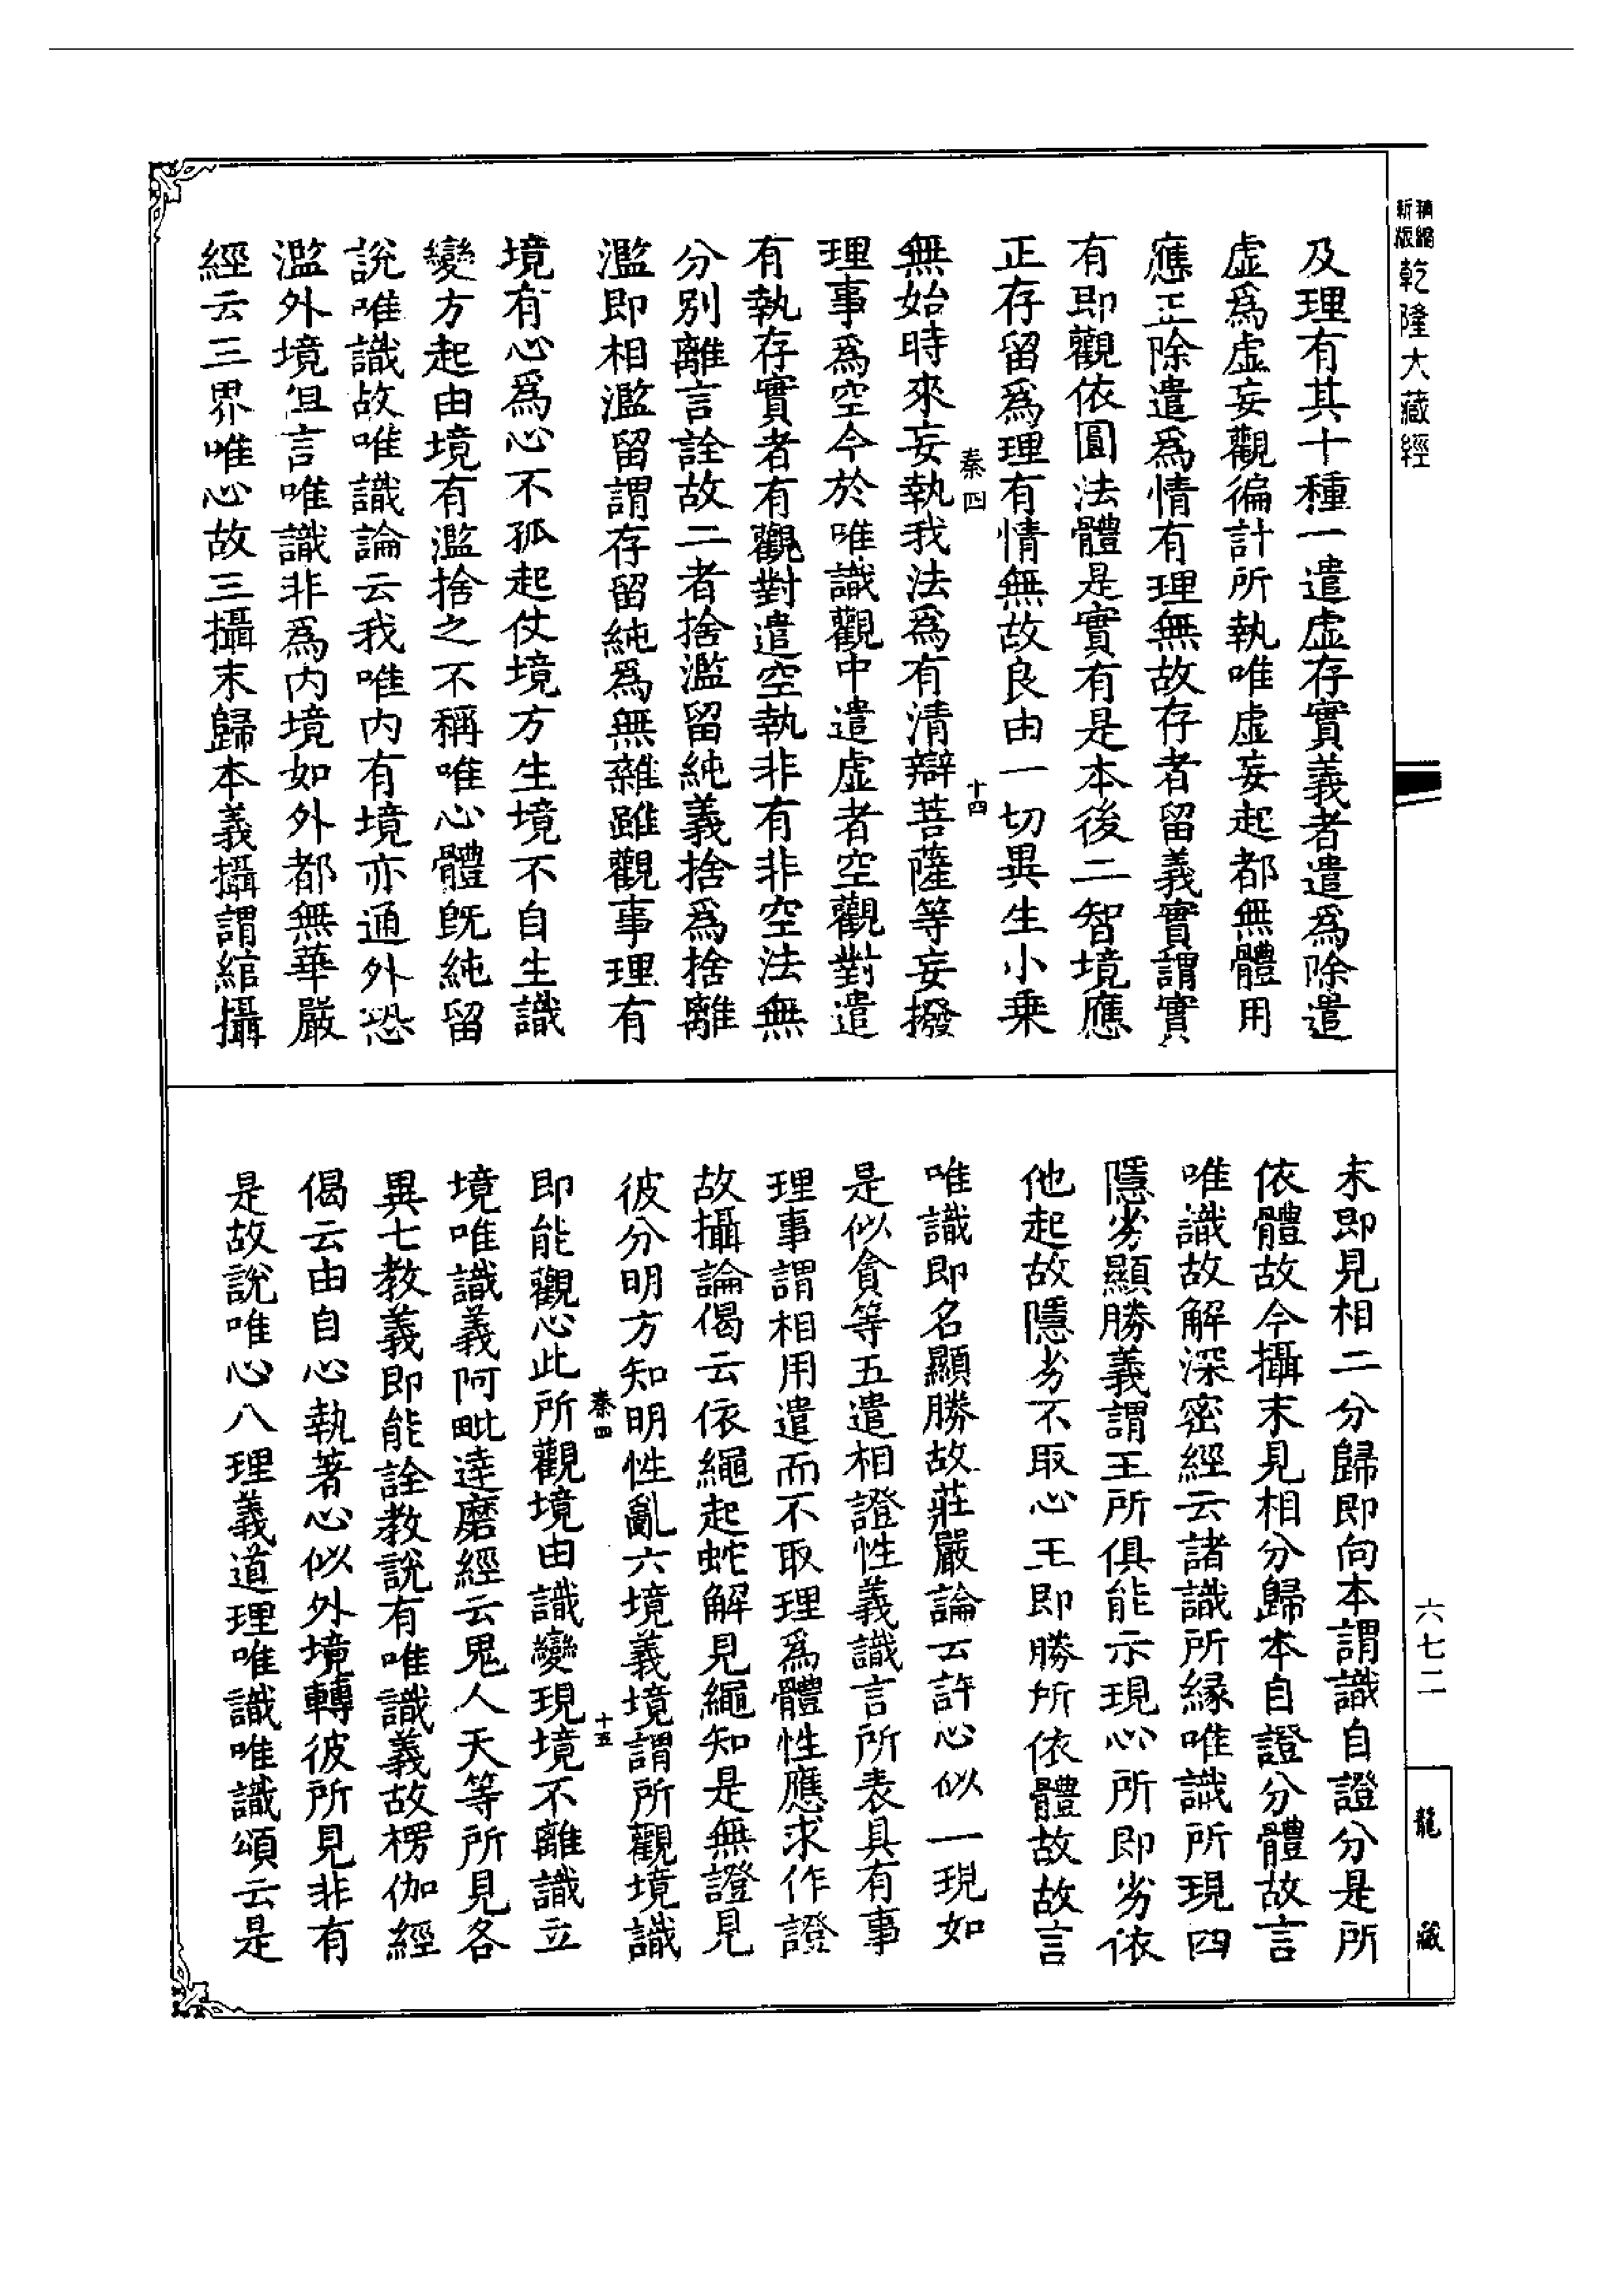 新版精縮乾隆大藏經
及理有其十種一遣虛存實義者遣爲除遣
虛爲虛妄觀徧計所執唯虛妄起都無體用
應正除遣爲情有理無故存者留義實謂實
有即觀依圓法體是實有是本後二智境應
正存留爲理有情無故良由一切異生小乘
秦四 十四
無始時來妄執我法爲有清辯菩薩等妄撥
理事爲空今於唯識觀中遣虛者空觀對遣
有執存實者有觀對遣空執非有非空法無
分別離言詮故二者捨濫留純義捨爲捨離
濫即相濫留謂存留純爲無雜雖觀事理有
境有心爲心不孤起仗境方生境不自生識
變方起由境有濫捨之不稱唯心體旣純留
說唯識故唯識論云我唯內有境亦通外恐
濫外境但言唯識非爲內境如外都無華嚴
經云三界唯心故三攝末歸本義攝謂綰攝
末即見相二分歸即向本謂識自證分是所
依體故今攝末見相分歸本自證分體故言
唯識故解深密經云諸識所緣唯識所現四
隱劣顯勝義謂王所俱能示現心所即劣依
他起故隱劣不取心王即勝所依體故故言
唯識即名顯勝故莊嚴論云許心似一現如
是似貪等五遣相證性義識言所表具有事
理事謂相用遣而不取理爲體性應求作證
故攝論偈云依繩起蛇解見繩知是無證見
彼分明方知明性亂六境義境謂所觀境識
秦四 十五
即能觀心此所觀境由識變現境不離識立
境唯識義阿毗達磨經云鬼人天等所見各
異七教義即能詮教說有唯識義故楞伽經
偈云由自心執著心似外境轉彼所見非有
是故說唯心八理義道理唯識唯識頌云是
六七二
龍藏